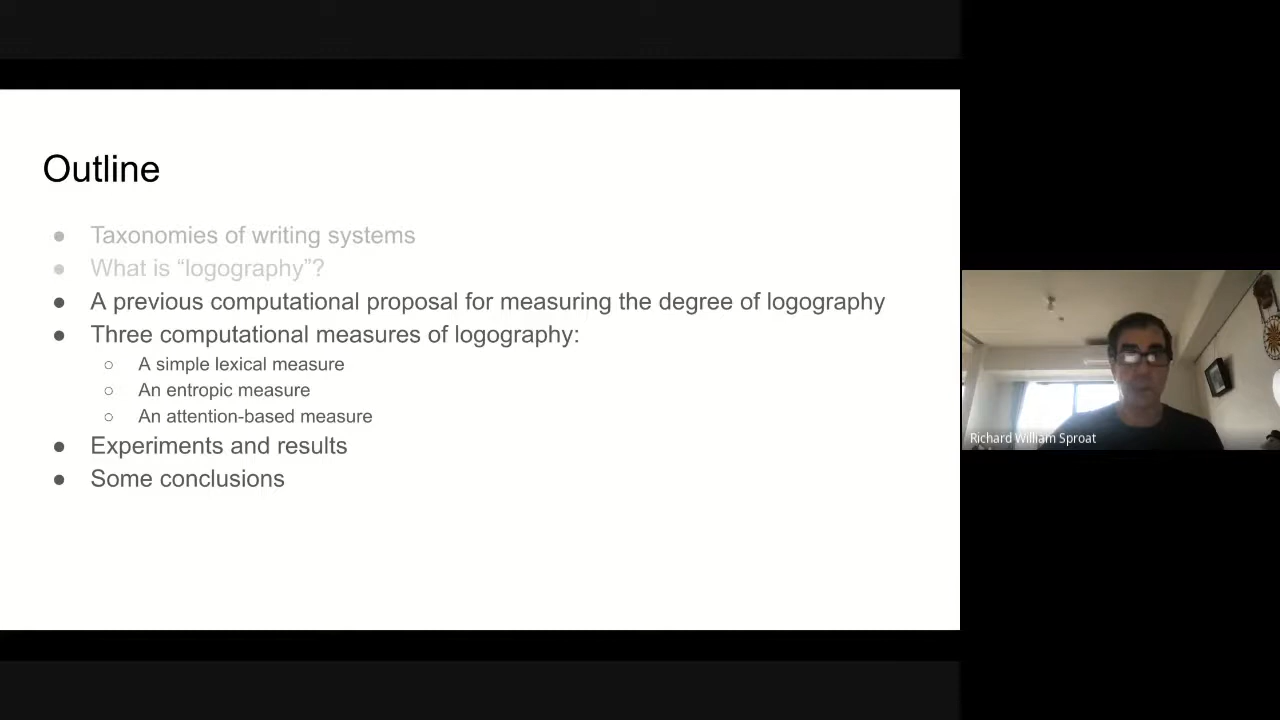 Outline
● Taxonomies of writing systems
● What is “logography”?
● A previous computational proposal for measuring the degree of logography
● Three computational measures of logography:
○ A simple lexical measure
○ An entropic measure
○ An attention-based measure
● Experiments and results
● Some conclusions
Richard William Sproat